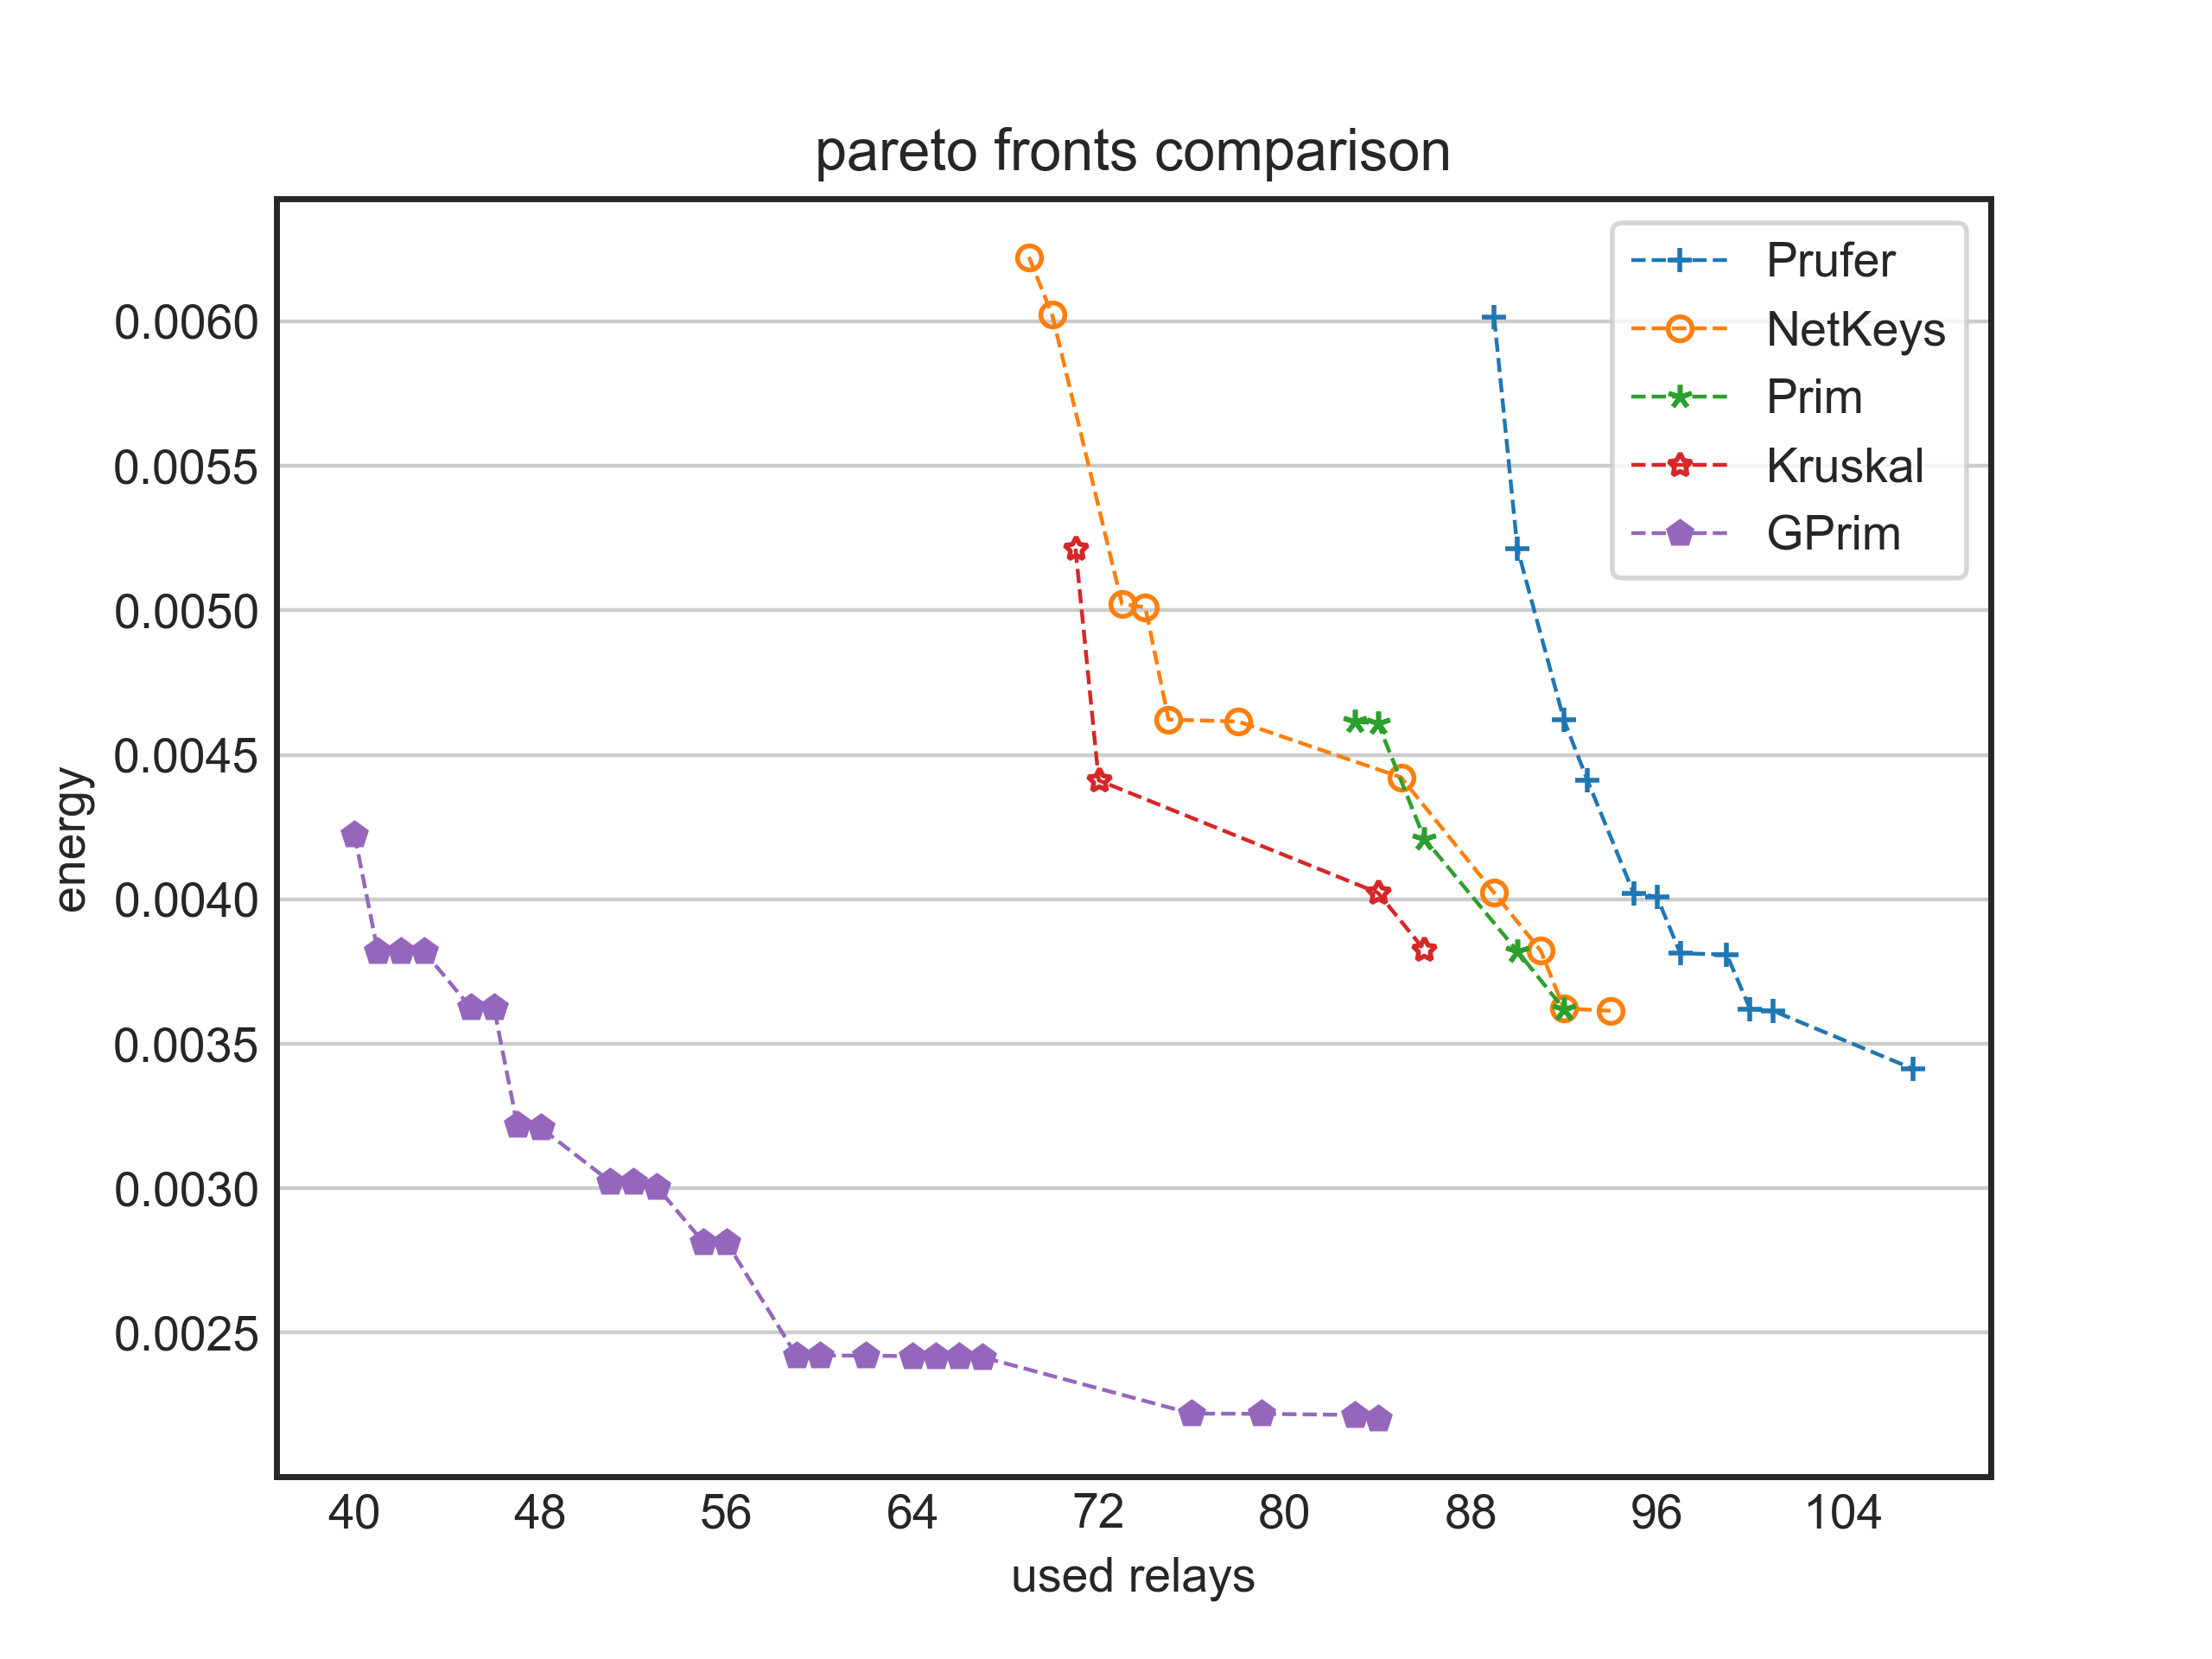 pareto fronts comparison
Prufer
NetKeys
Prim
Kruskal
GPrim
energy
0.0060
0.0055
0.0050
0.0045
0.0040
0.0035
0.0030
0.0025
40 48 56 64 72 80 88 96 104
used relays